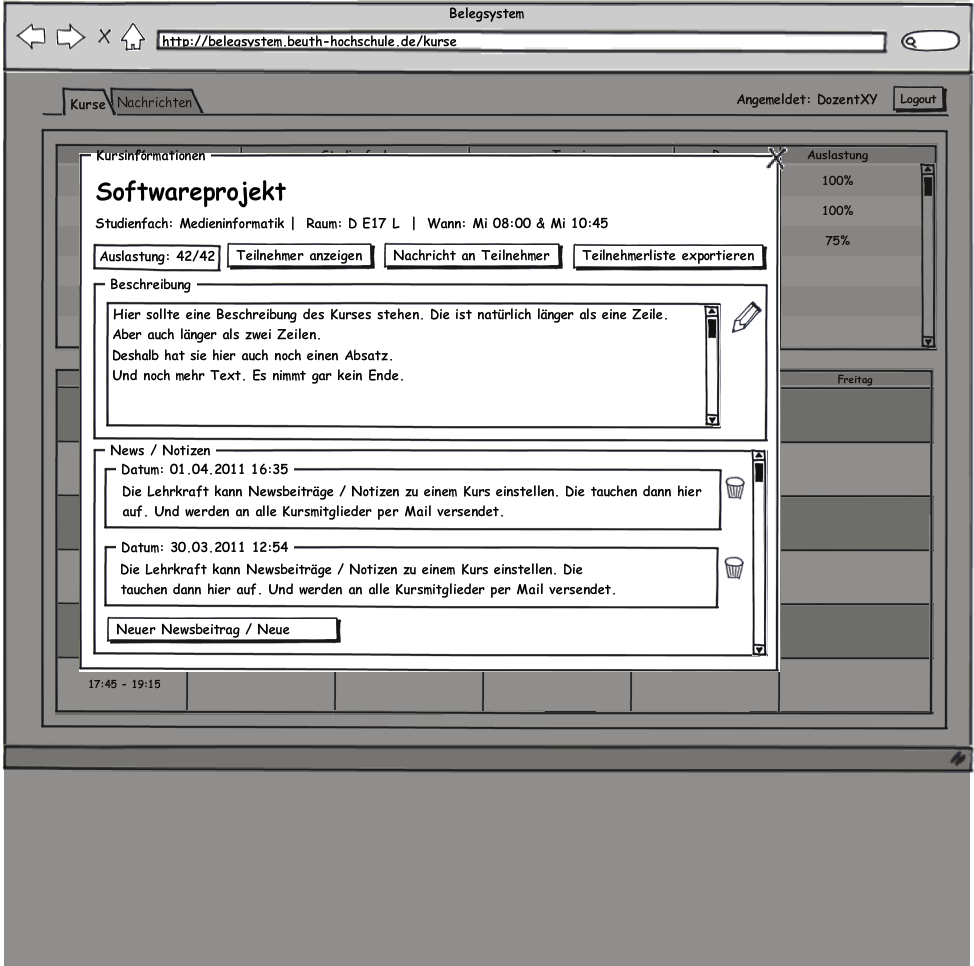 Belegsystem
http://belegsystem.beuth-hochschule.de/kurse
Kurse
Nachrichten
Angemeldet: DozentXY
Logout
Kursinformationen
Auslastung
Softwareprojekt
100%
Studienfach: Medieninformatik | Raum: D E17 L | Wann: Mi 08:00 & Mi 10:45
100%
75%
Auslastung: 42/42
Teilnehmer anzeigen
Nachricht an Teilnehmer
Teilnehmerliste exportieren
Beschreibung
Hier sollte eine Beschreibung des Kurses stehen. Die ist natürlich länger als eine Zeile.
Aber auch länger als zwei Zeilen.
Deshalb hat sie hier auch noch einen Absatz.
Und noch mehr Text. Es nimmt gar kein Ende.
Freitag
News / Notizen
Datum: 01.04.2011 16:35
Die Lehrkraft kann Newsbeiträge / Notizen zu einem Kurs einstellen. Die tauchen dann hier
auf. Und werden an alle Kursmitglieder per Mail versendet.
Datum: 30.03.2011 12:54
Die Lehrkraft kann Newsbeiträge / Notizen zu einem Kurs einstellen. Die
tauchen dann hier auf. Und werden an alle Kursmitglieder per Mail versendet.
Neuer Newsbeitrag / Neue
17:45 - 19:15